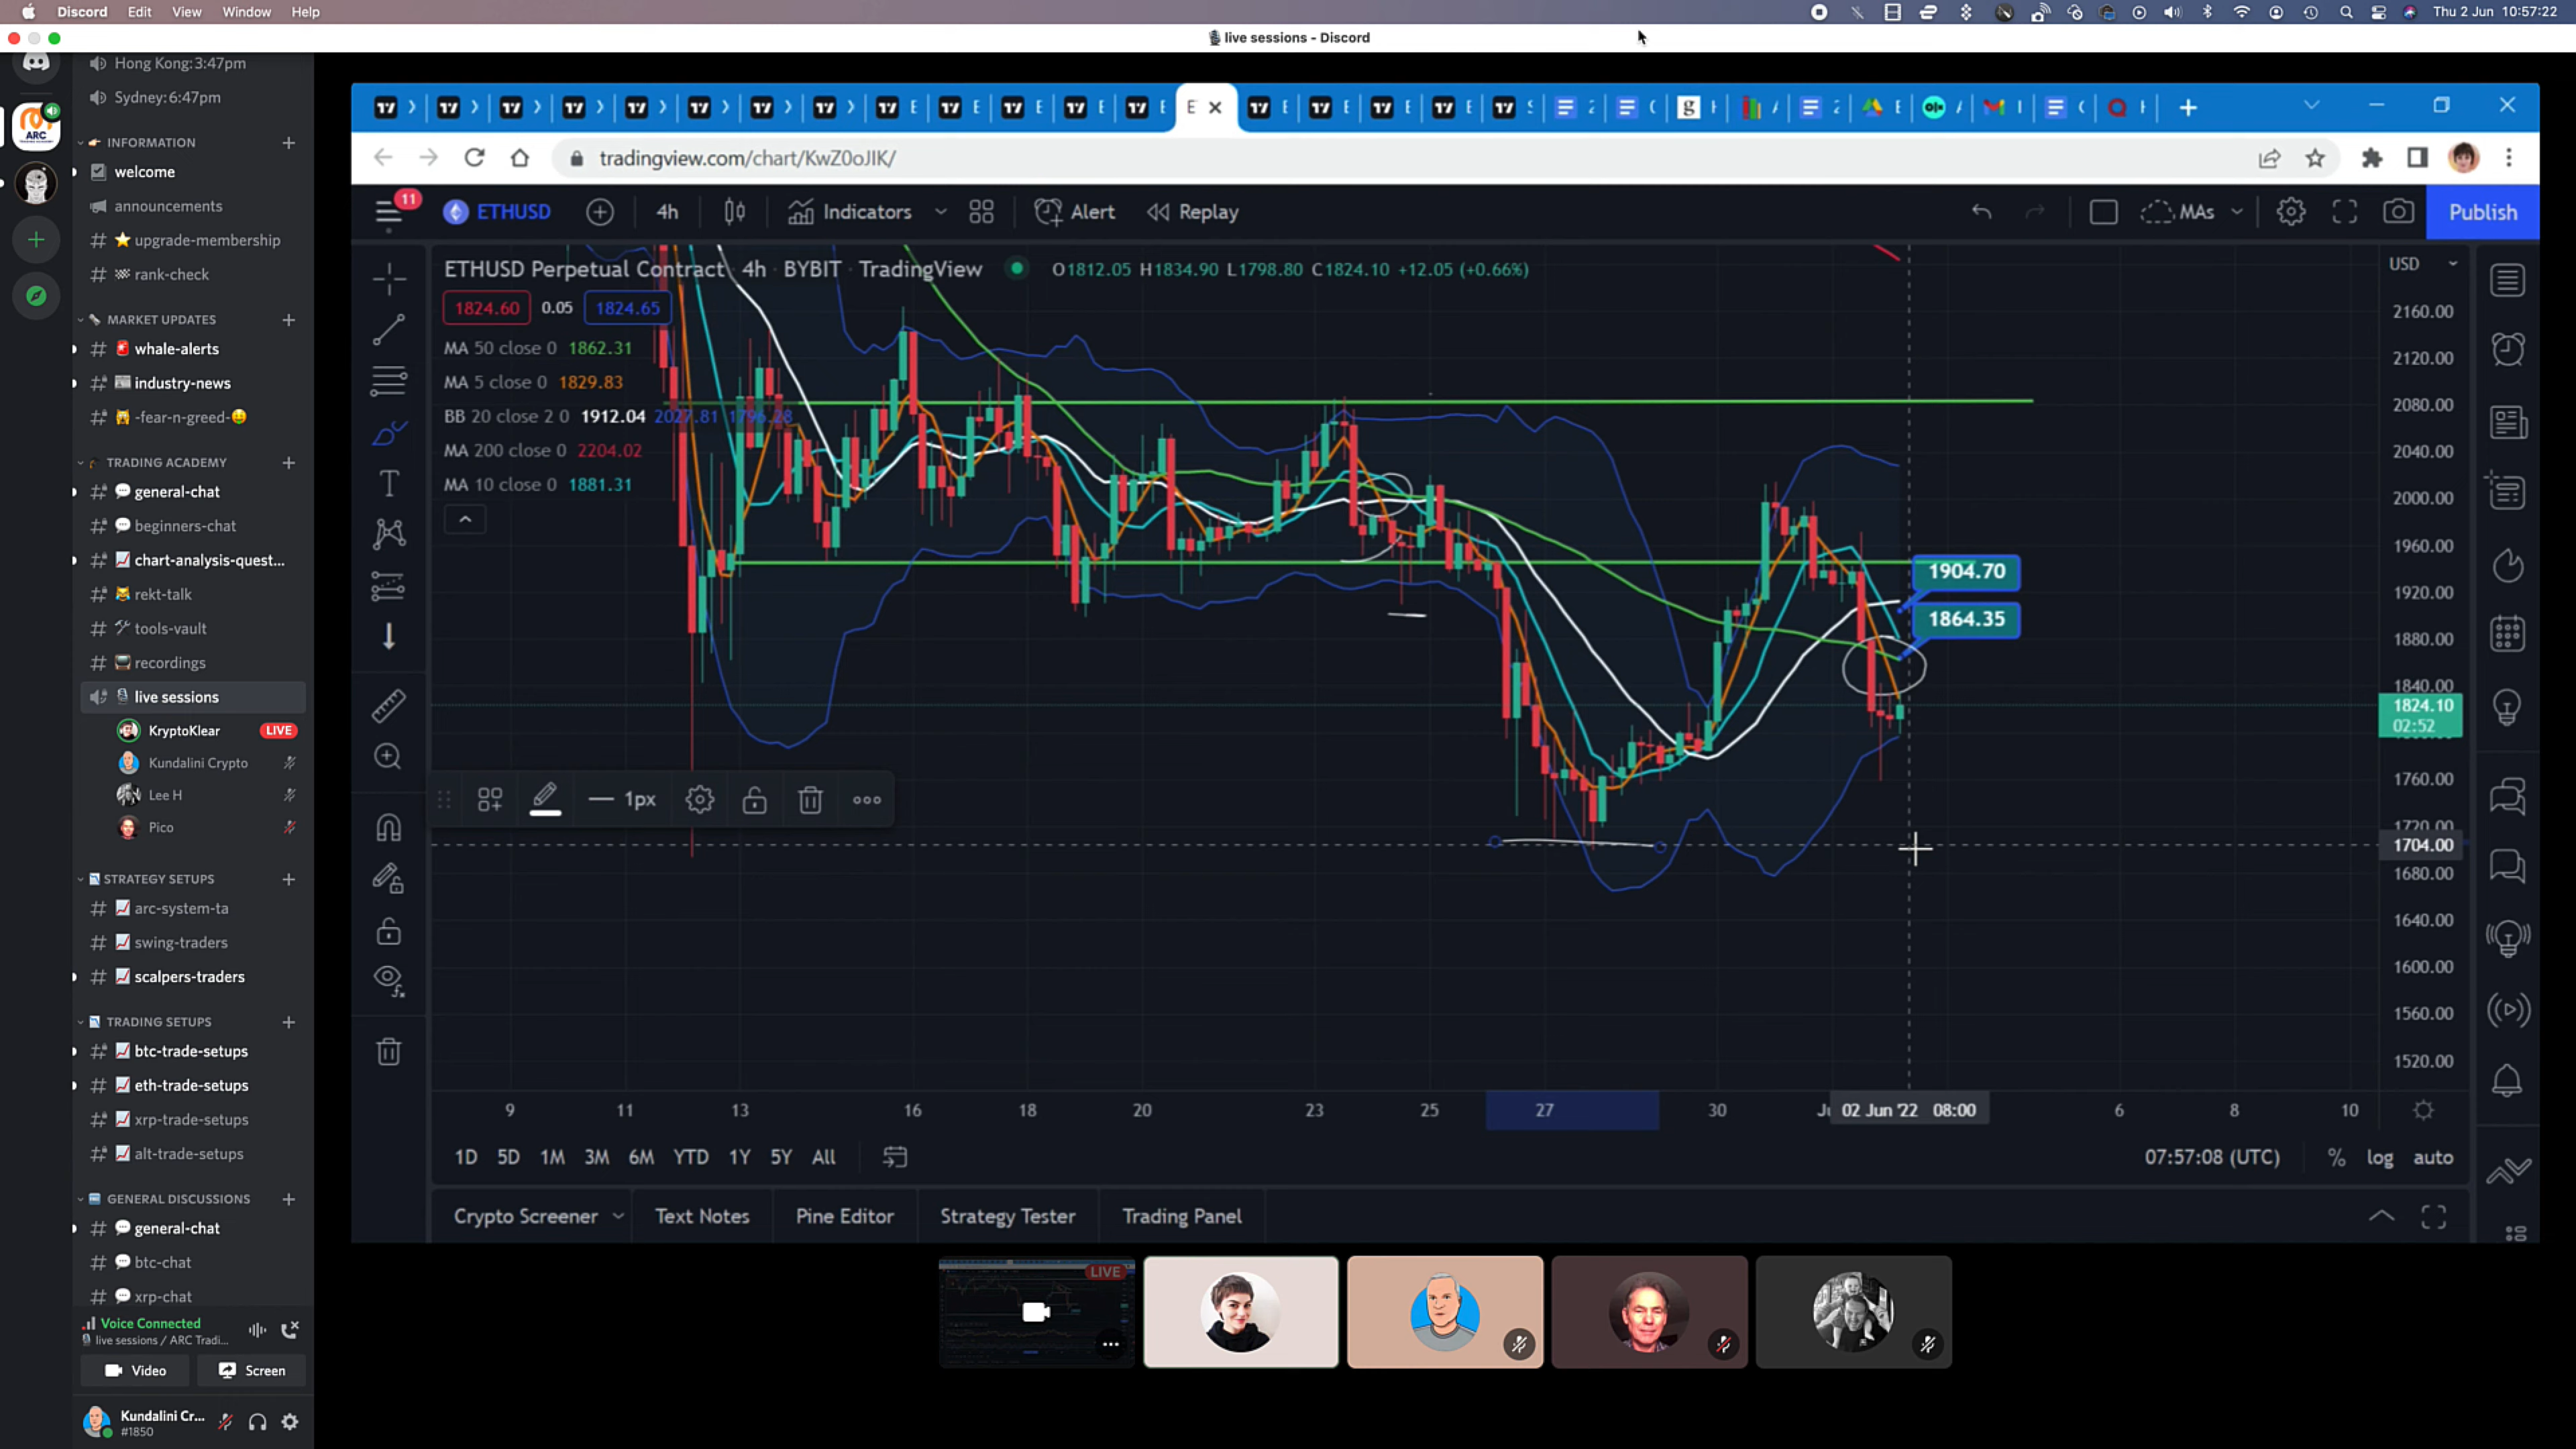 Discord Edit View Window Help
Thu 2 Jun 10:57:22
live sessions - Discord
Hong Kong:3:47pm
Sydney:6:47pm
ARC
INFORMATION
welcome
announcements
upgrade-membership
rank-check
MARKET UPDATES
whale-alerts
industry-news
-fear-n-greed-
TRADING ACADEMY
general-chat
beginners-chat
chart-analysis-quest...
rekt-talk
tools-vault
recordings
live sessions
KryptoKlear LIVE
Kundalini Crypto
Lee H
Pico
STRATEGY SETUPS
arc-system-ta
swing-traders
scalpers-traders
TRADING SETUPS
btc-trade-setups
eth-trade-setups
xrp-trade-setups
alt-trade-setups
GENERAL DISCUSSIONS
general-chat
btc-chat
xrp-chat
Voice Connected
live sessions / ARC Tradi...
Video Screen
Kundalini Cr...
#1850
tradingview.com/chart/KwZ0oJIK/
11
ETHUSD 4h Indicators Alert Replay MAs Publish
ETHUSD Perpetual Contract · 4h · BYBIT · TradingView O1812.05 H1834.90 L1798.80 C1824.10 +12.05 (+0.66%)
1824.60 0.05 1824.65
MA 50 close 0 1862.31
MA 5 close 0 1829.83
BB 20 close 2 0 1912.04 2027.81 1796.28
MA 200 close 0 2204.02
MA 10 close 0 1881.31
USD
2160.00
2120.00
2080.00
2040.00
2000.00
1960.00
1920.00
1880.00
1840.00
1824.10
02:52
1760.00
1720.00
1704.00
1680.00
1640.00
1600.00
1560.00
1520.00
1904.70
1864.35
1px
9 11 13 16 18 20 23 25 27 30 02 Jun '22 08:00 6 8 10
1D 5D 1M 3M 6M YTD 1Y 5Y All
07:57:08 (UTC) % log auto
Crypto Screener Text Notes Pine Editor Strategy Tester Trading Panel
LIVE